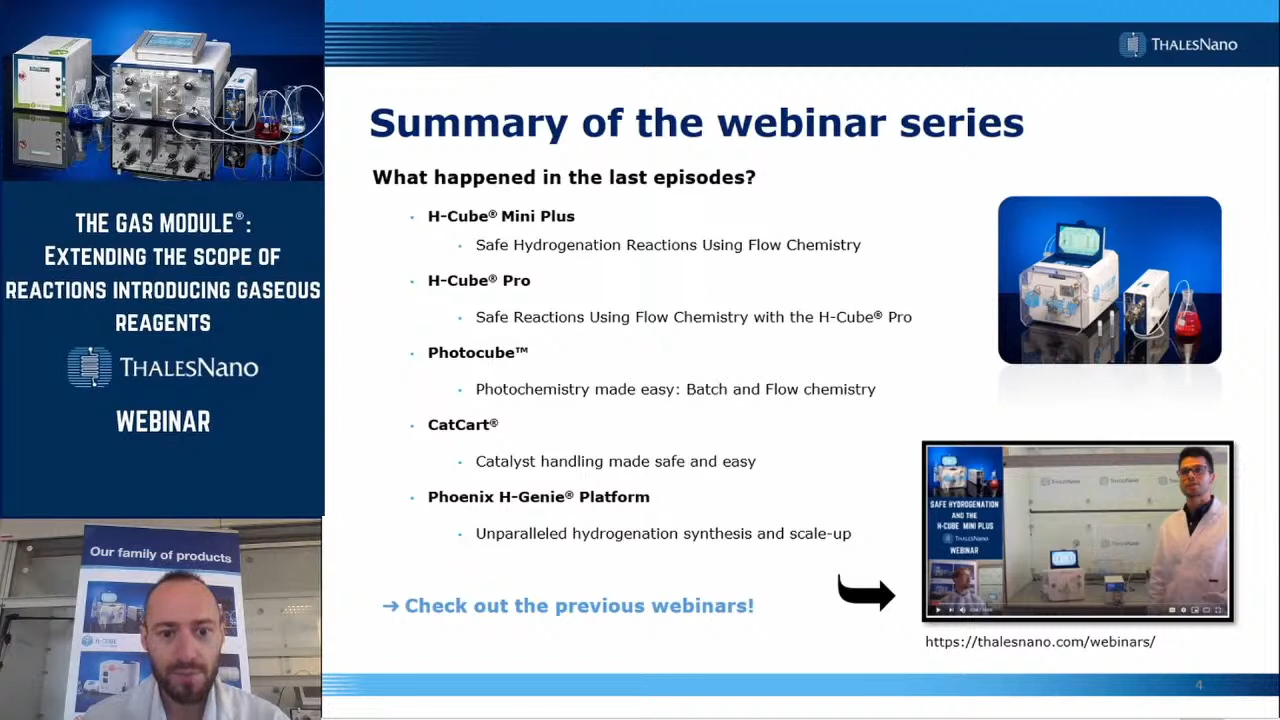 THE GAS MODULE®:
EXTENDING THE SCOPE OF
REACTIONS INTRODUCING GASEOUS
REAGENTS
THALESNANO
WEBINAR
Our family of products
H-CUBE
THALESNANO
Summary of the webinar series
What happened in the last episodes?
H-Cube® Mini Plus
Safe Hydrogenation Reactions Using Flow Chemistry
H-Cube® Pro
Safe Reactions Using Flow Chemistry with the H-Cube® Pro
Photocube™
Photochemistry made easy: Batch and Flow chemistry
CatCart®
Catalyst handling made safe and easy
Phoenix H-Genie® Platform
Unparalleled hydrogenation synthesis and scale-up
➔ Check out the previous webinars!
SAFE HYDROGENATION
AND THE
H-CUBE MINI PLUS
THALESNANO
WEBINAR
https://thalesnano.com/webinars/
4